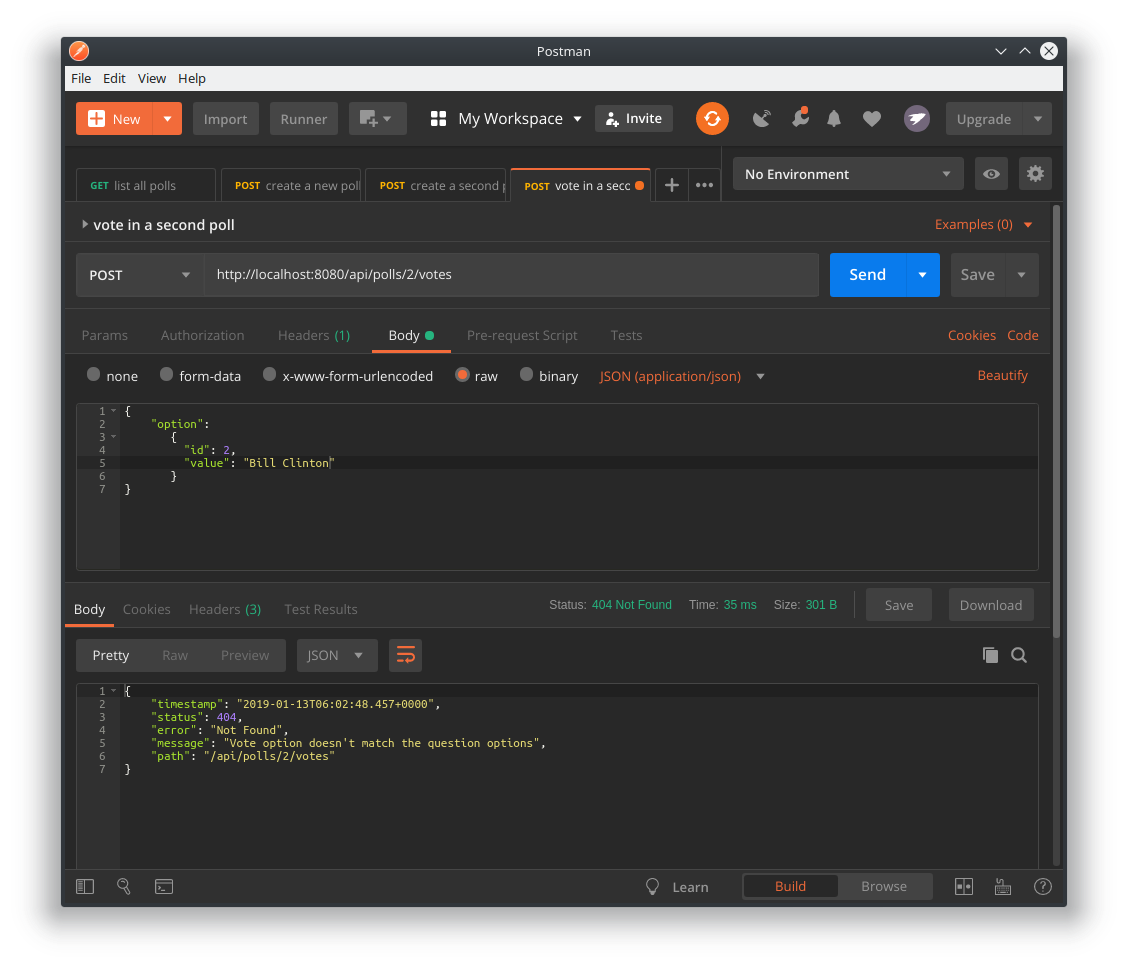 Postman
File Edit View Help
New Import Runner My Workspace Invite Upgrade
GET list all polls POST create a new poll POST create a second p POST vote in a seco No Environment
vote in a second poll Examples (0)
POST http://localhost:8080/api/polls/2/votes Send Save
Params Authorization Headers (1) Body Pre-request Script Tests Cookies Code
none form-data x-www-form-urlencoded raw binary JSON (application/json) Beautify
1 {
2 "option":
3 {
4 "id": 2,
5 "value": "Bill Clinton"
6 }
7 }
Body Cookies Headers (3) Test Results Status: 404 Not Found Time: 35 ms Size: 301 B Save Download
Pretty Raw Preview JSON
1 {
2 "timestamp": "2019-01-13T06:02:48.457+0000",
3 "status": 404,
4 "error": "Not Found",
5 "message": "Vote option doesn't match the question options",
6 "path": "/api/polls/2/votes"
7 }
Learn Build Browse